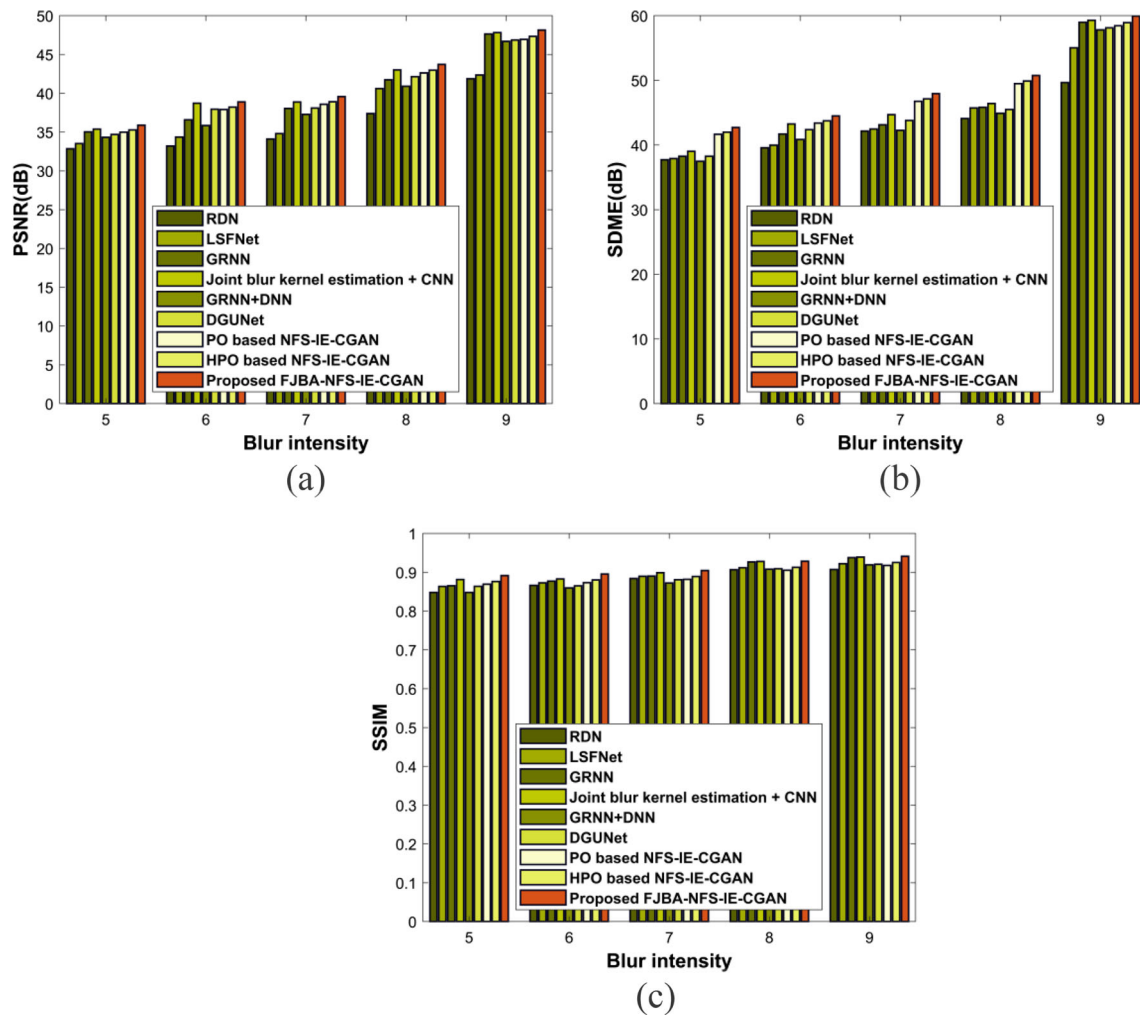 50
45
40
35
30
25
20
15
10
5
0
PSNR(dB)
RDN
LSFNet
GRNN
Joint blur kernel estimation + CNN
GRNN+DNN
DGUNet
PO based NFS-IE-CGAN
HPO based NFS-IE-CGAN
Proposed FJBA-NFS-IE-CGAN
5 6 7 8 9
Blur intensity
(a)
60
50
40
30
20
10
0
SDME(dB)
RDN
LSFNet
GRNN
Joint blur kernel estimation + CNN
GRNN+DNN
DGUNet
PO based NFS-IE-CGAN
HPO based NFS-IE-CGAN
Proposed FJBA-NFS-IE-CGAN
5 6 7 8 9
Blur intensity
(b)
1
0.9
0.8
0.7
0.6
0.5
0.4
0.3
0.2
0.1
0
SSIM
RDN
LSFNet
GRNN
Joint blur kernel estimation + CNN
GRNN+DNN
DGUNet
PO based NFS-IE-CGAN
HPO based NFS-IE-CGAN
Proposed FJBA-NFS-IE-CGAN
5 6 7 8 9
Blur intensity
(c)